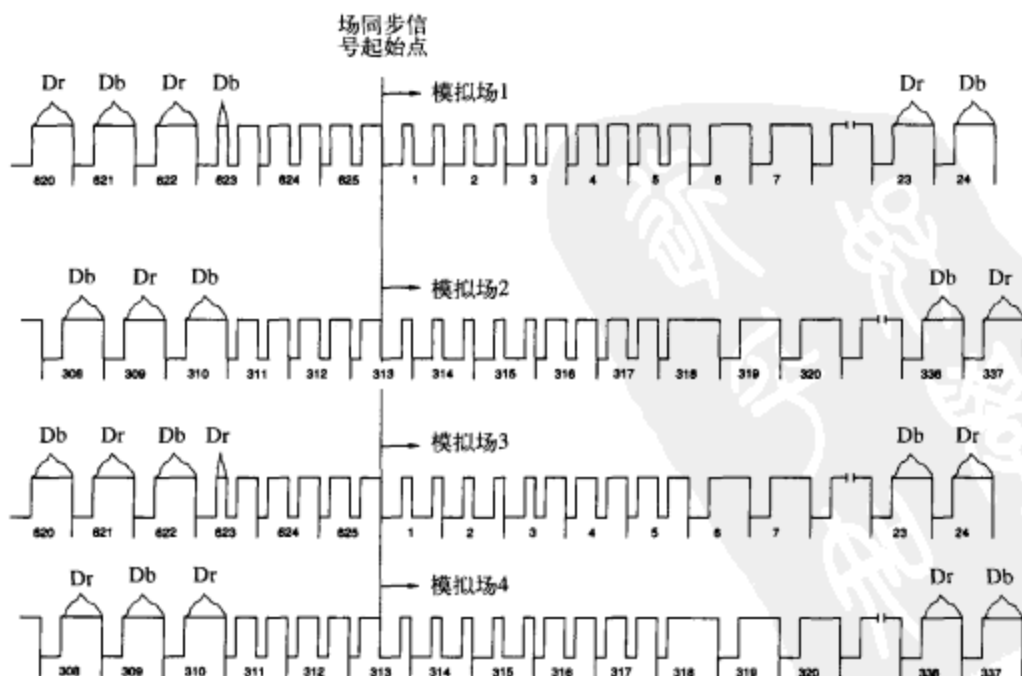 场同步信
号起始点
Dr Db Dr Db 模拟场1 Dr Db
620 621 622 623 624 625 1 2 3 4 5 6 7 23 24
Db Dr Db 模拟场2 Db Dr
308 309 310 311 312 313 314 315 316 317 318 319 320 336 337
Db Dr Db Dr 模拟场3 Db Dr
620 621 622 623 624 625 1 2 3 4 5 6 7 23 24
Dr Db Dr 模拟场4 Dr Db
308 309 310 311 312 313 314 315 316 317 318 319 320 336 337